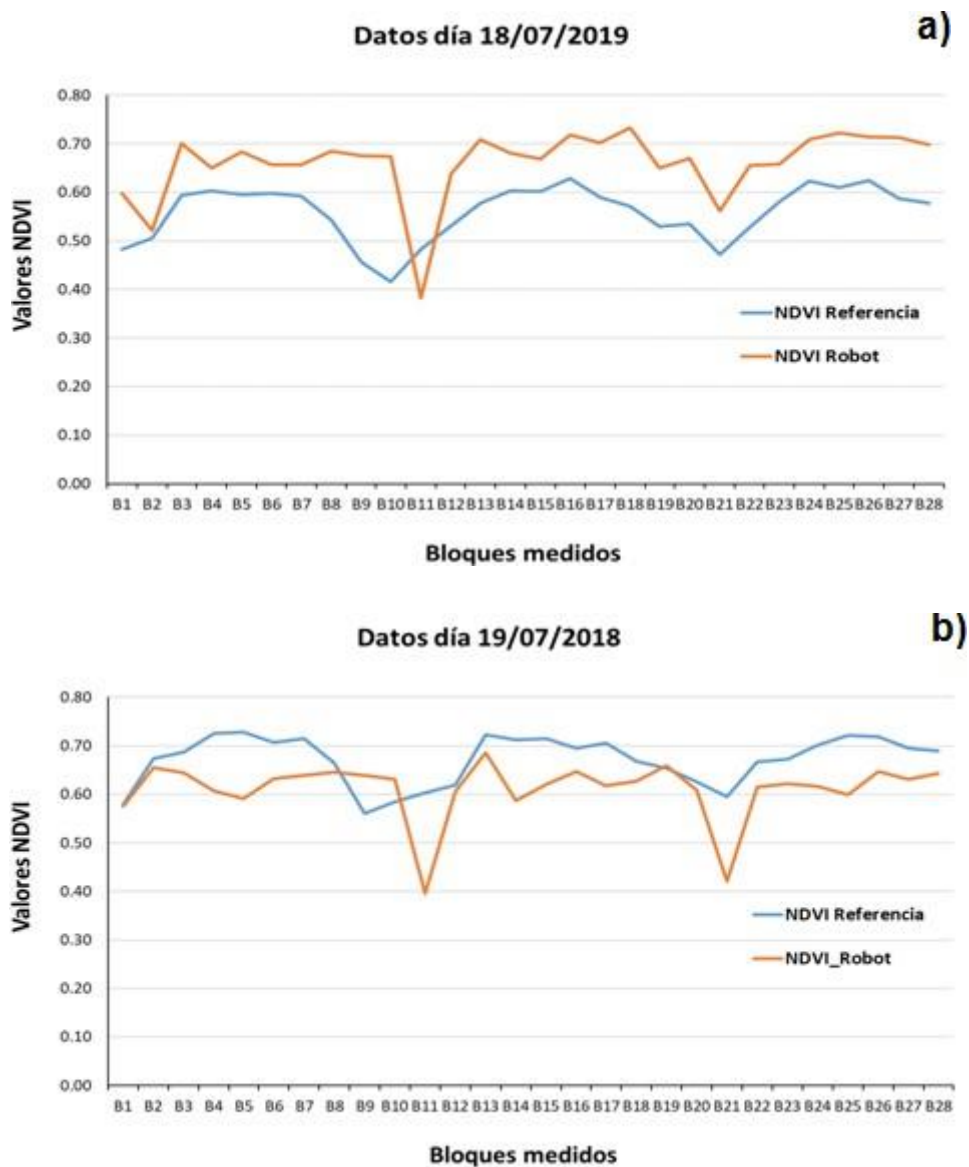 a)
Datos día 18/07/2019
Valores NDVI
0.80
0.70
0.60
0.50
0.40
0.30
0.20
0.10
0.00
NDVI Referencia
NDVI Robot
B1 B2 B3 B4 B5 B6 B7 B8 B9 B10 B11 B12 B13 B14 B15 B16 B17 B18 B19 B20 B21 B22 B23 B24 B25 B26 B27 B28
Bloques medidos
b)
Datos día 19/07/2018
Valores NDVI
0.80
0.70
0.60
0.50
0.40
0.30
0.20
0.10
0.00
NDVI Referencia
NDVI_Robot
B1 B2 B3 B4 B5 B6 B7 B8 B9 B10 B11 B12 B13 B14 B15 B16 B17 B18 B19 B20 B21 B22 B23 B24 B25 B26 B27 B28
Bloques medidos